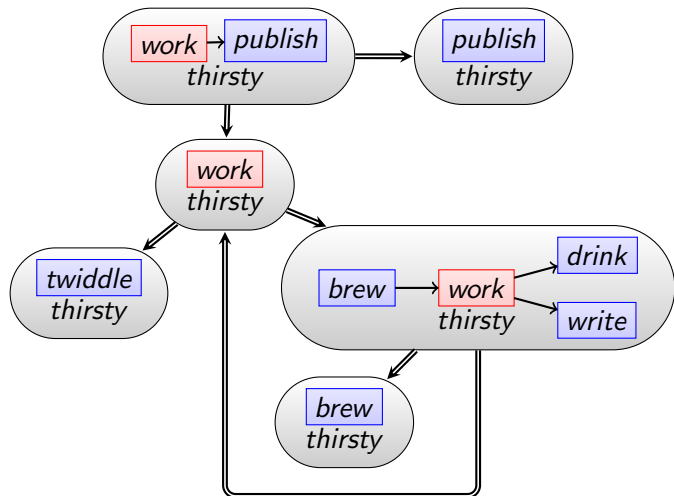 work publish
thirsty
publish
thirsty
work
thirsty
twiddle
thirsty
brew work drink
thirsty write
brew
thirsty